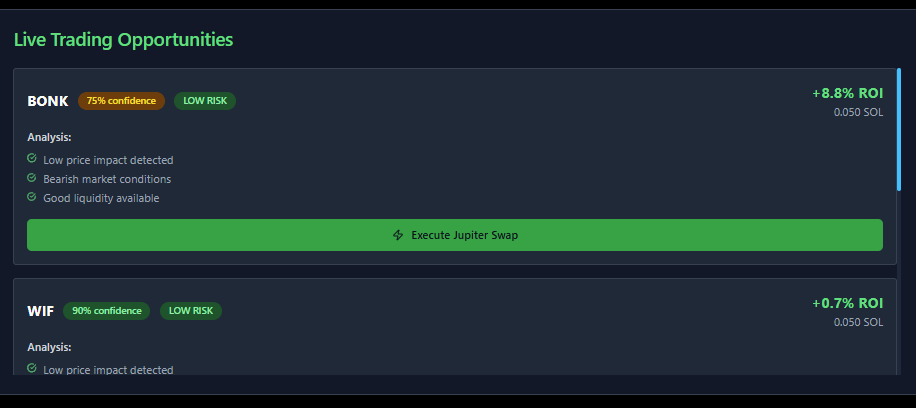 Live Trading Opportunities
BONK 75% confidence LOW RISK +8.8% ROI
0.050 SOL
Analysis:
Low price impact detected
Bearish market conditions
Good liquidity available
Execute Jupiter Swap
WIF 90% confidence LOW RISK +0.7% ROI
0.050 SOL
Analysis:
Low price impact detected